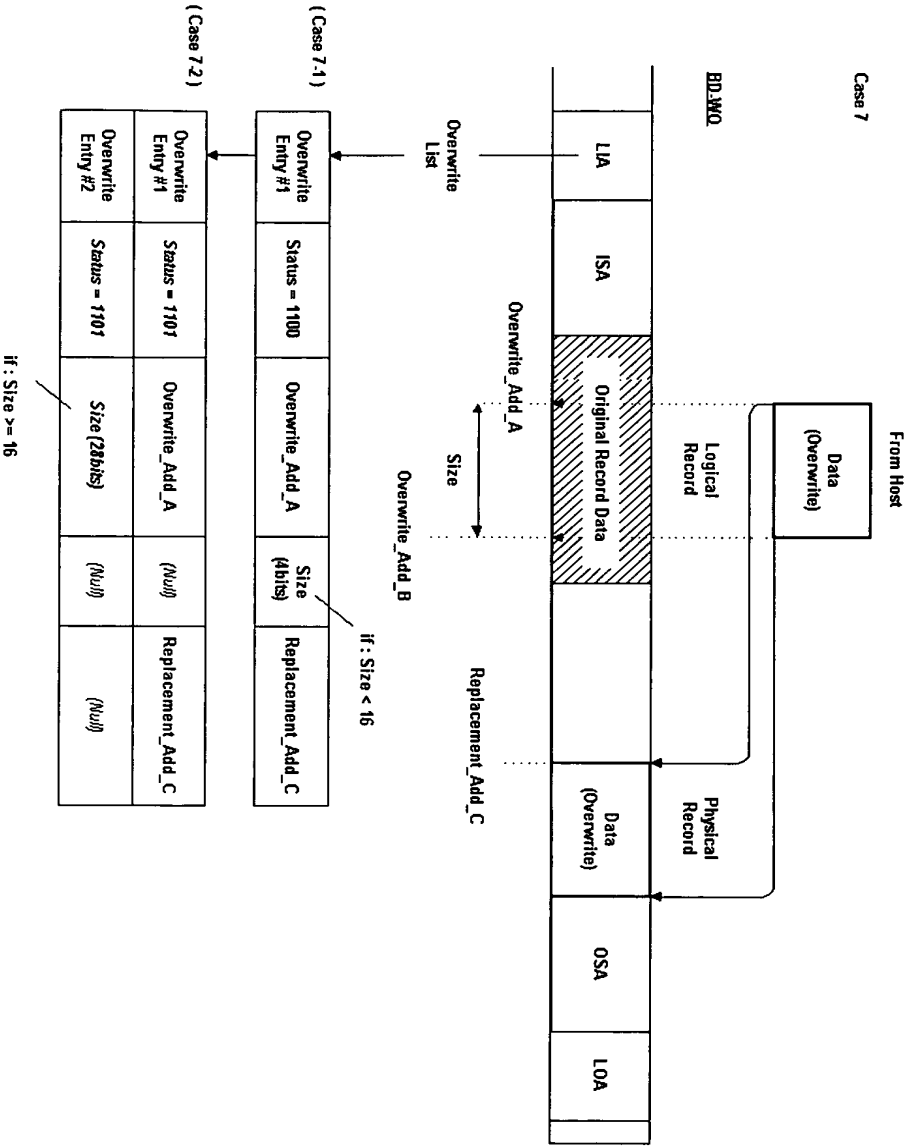 Case 7
From Host
Data
(Overwrite)
BD-WO
Logical
Record
Physical
Record
LIA
ISA
Original Record Data
Data
(Overwrite)
OSA
LOA
Overwrite_Add_A
Size
Overwrite_Add_B
Replacement_Add_C
Overwrite
List
if : Size < 16
( Case 7-1 )
Overwrite
Entry #1
Status = 1100
Overwrite_Add_A
Size
(4bits)
Replacement_Add_C
( Case 7-2 )
Overwrite
Entry #1
Status = 1101
Overwrite_Add_A
(Null)
Replacement_Add_C
Overwrite
Entry #2
Status = 1101
Size (28bits)
(Null)
(Null)
if : Size >= 16